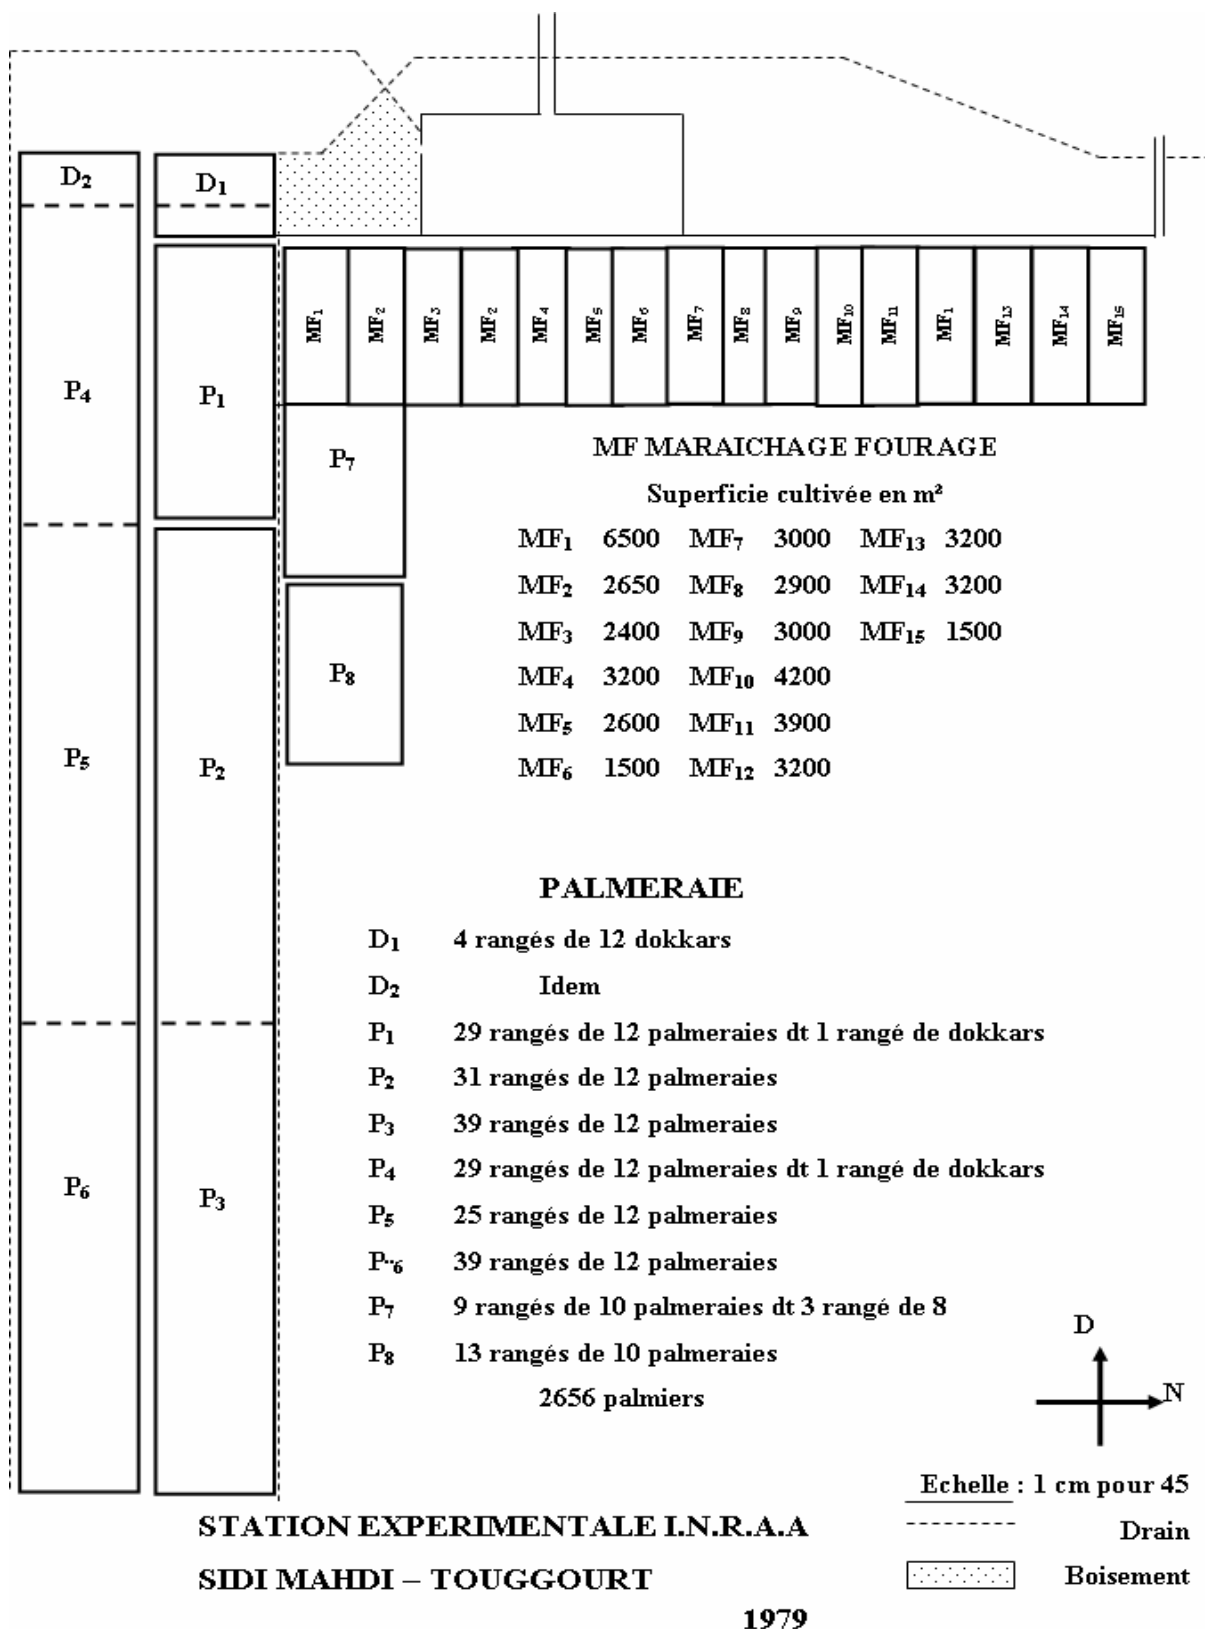 D₂ D₁
MF₁ MF₂ MF₃ MF₂ MF₄ MF₅ MF₆ MF₇ MF₈ MF₉ MF₁₀ MF₁₁ MF₁ MF₁₃ MF₁₄ MF₁₅
P₄ P₁
P₇
MF MARAICHAGE FOURAGE
Superficie cultivée en m²
MF₁ 6500 MF₇ 3000 MF₁₃ 3200
MF₂ 2650 MF₈ 2900 MF₁₄ 3200
MF₃ 2400 MF₉ 3000 MF₁₅ 1500
MF₄ 3200 MF₁₀ 4200
MF₅ 2600 MF₁₁ 3900
MF₆ 1500 MF₁₂ 3200
P₈
P₅ P₂
PALMERAIE
D₁ 4 rangés de 12 dokkars
D₂ Idem
P₁ 29 rangés de 12 palmeraies dt 1 rangé de dokkars
P₂ 31 rangés de 12 palmeraies
P₃ 39 rangés de 12 palmeraies
P₄ 29 rangés de 12 palmeraies dt 1 rangé de dokkars
P₅ 25 rangés de 12 palmeraies
P··₆ 39 rangés de 12 palmeraies
P₇ 9 rangés de 10 palmeraies dt 3 rangé de 8
P₈ 13 rangés de 10 palmeraies
2656 palmiers
P₆ P₃
D
N
Echelle : 1 cm pour 45
Drain
Boisement
STATION EXPERIMENTALE I.N.R.A.A
SIDI MAHDI – TOUGGOURT
1979